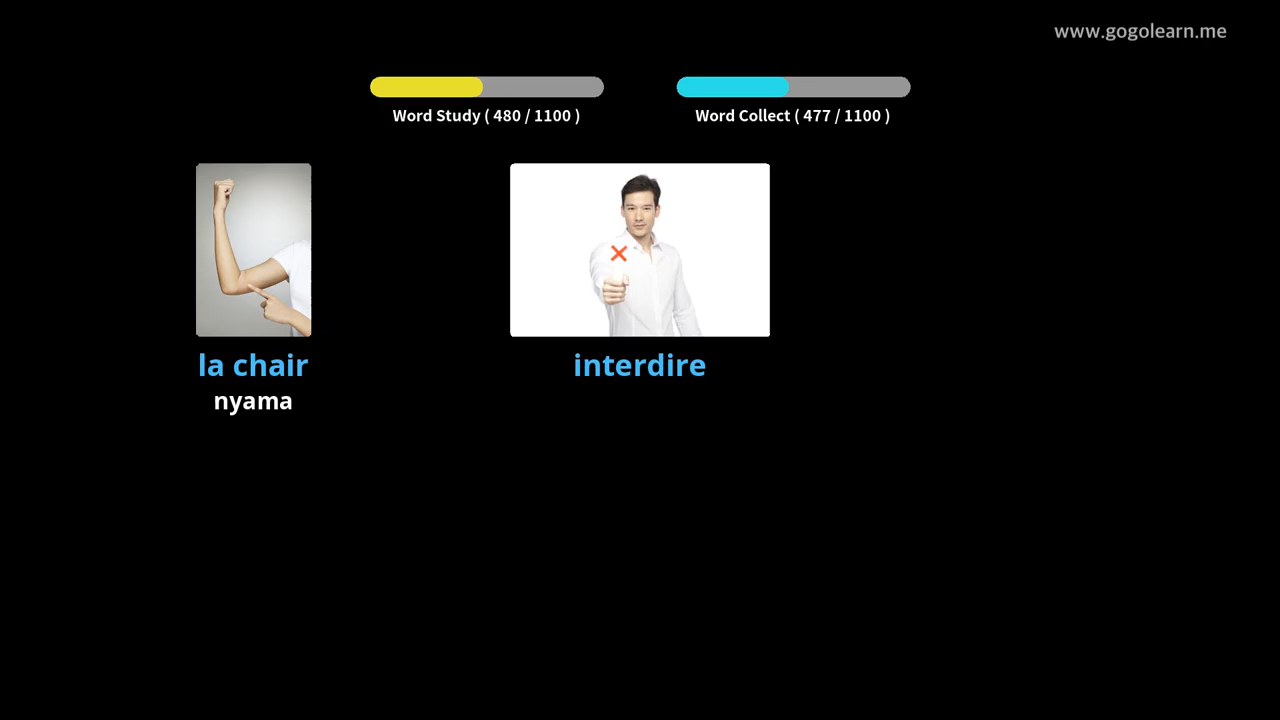 www.gogolearn.me
Word Study ( 480 / 1100 )
Word Collect ( 477 / 1100 )
la chair
nyama
interdire